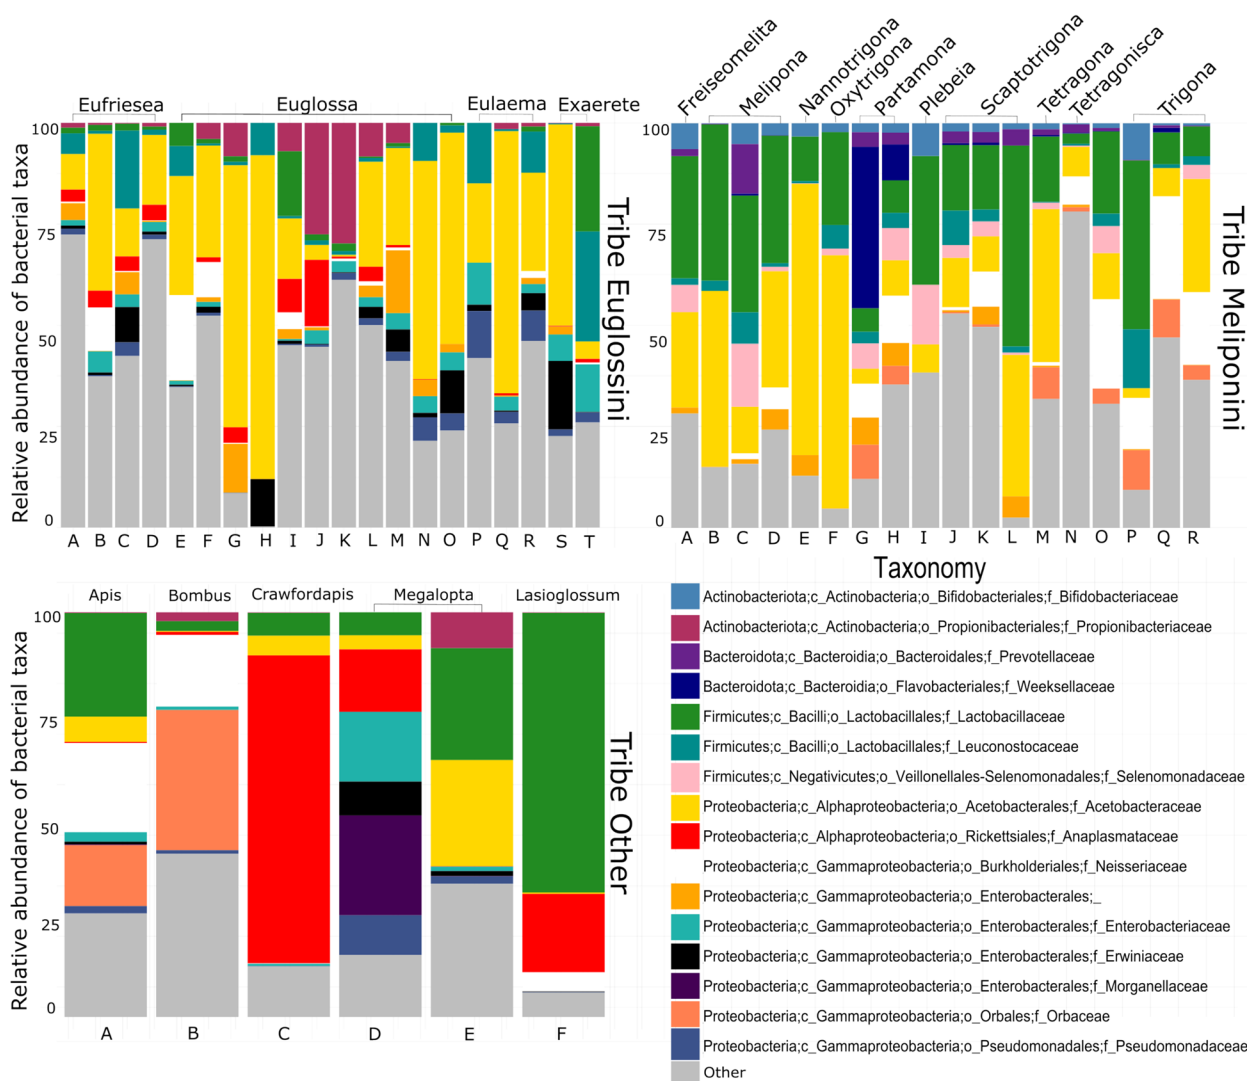 Eufriesea Euglossa Eulaema Exaerete
Relative abundance of bacterial taxa
100
75
50
25
0
A B C D E F G H I J K L M N O P Q R S T
Tribe Euglossini
Freiseomelita Melipona Nannotrigona Oxytrigona Partamona Plebeia Scaptotrigona Tetragona Tetragonisca Trigona
100
75
50
25
0
A B C D E F G H I J K L M N O P Q R
Tribe Meliponini
Apis Bombus Crawfordapis Megalopta Lasioglossum
Relative abundance of bacterial taxa
100
75
50
25
0
A B C D E F
Tribe Other
Taxonomy
Actinobacteriota;c_Actinobacteria;o_Bifidobacteriales;f_Bifidobacteriaceae
Actinobacteriota;c_Actinobacteria;o_Propionibacteriales;f_Propionibacteriaceae
Bacteroidota;c_Bacteroidia;o_Bacteroidales;f_Prevotellaceae
Bacteroidota;c_Bacteroidia;o_Flavobacteriales;f_Weeksellaceae
Firmicutes;c_Bacilli;o_Lactobacillales;f_Lactobacillaceae
Firmicutes;c_Bacilli;o_Lactobacillales;f_Leuconostocaceae
Firmicutes;c_Negativicutes;o_Veillonellales-Selenomonadales;f_Selenomonadaceae
Proteobacteria;c_Alphaproteobacteria;o_Acetobacterales;f_Acetobacteraceae
Proteobacteria;c_Alphaproteobacteria;o_Rickettsiales;f_Anaplasmataceae
Proteobacteria;c_Gammaproteobacteria;o_Burkholderiales;f_Neisseriaceae
Proteobacteria;c_Gammaproteobacteria;o_Enterobacterales;_
Proteobacteria;c_Gammaproteobacteria;o_Enterobacterales;f_Enterobacteriaceae
Proteobacteria;c_Gammaproteobacteria;o_Enterobacterales;f_Erwiniaceae
Proteobacteria;c_Gammaproteobacteria;o_Enterobacterales;f_Morganellaceae
Proteobacteria;c_Gammaproteobacteria;o_Orbales;f_Orbaceae
Proteobacteria;c_Gammaproteobacteria;o_Pseudomonadales;f_Pseudomonadaceae
Other